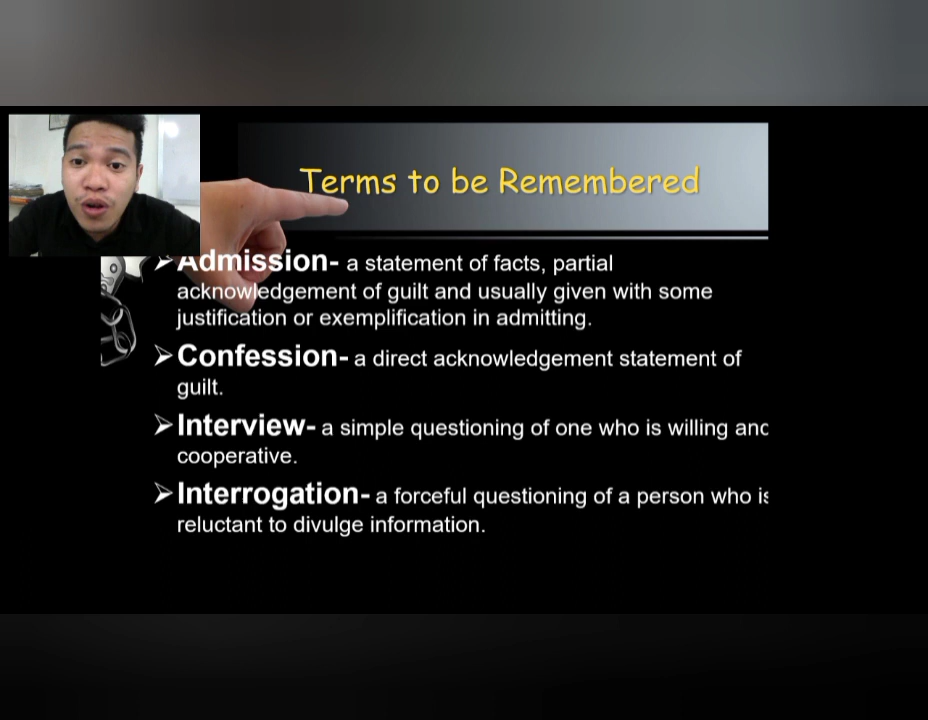 Terms to be Remembered
➢Admission- a statement of facts, partial
acknowledgement of guilt and usually given with some
justification or exemplification in admitting.
➢Confession- a direct acknowledgement statement of
guilt.
➢Interview- a simple questioning of one who is willing and
cooperative.
➢Interrogation- a forceful questioning of a person who is
reluctant to divulge information.